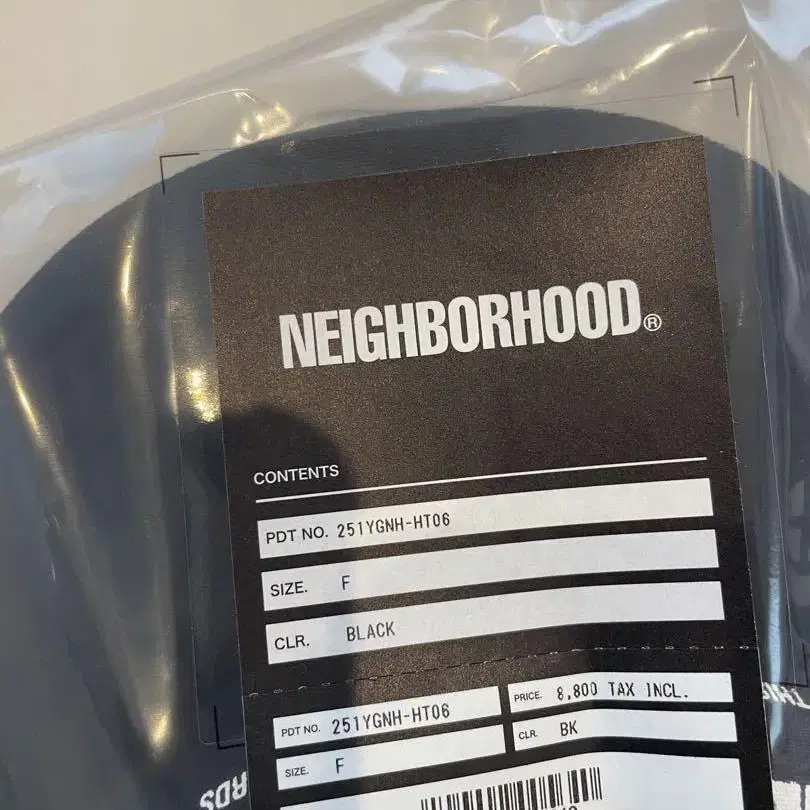 NEIGHBORHOOD®
CONTENTS
PDT NO. 251YGNH-HT06
SIZE. F
CLR. BLACK
PDT NO. 251YGNH-HT06
PRICE. 8,800 TAX INCL.
SIZE. F
CLR. BK